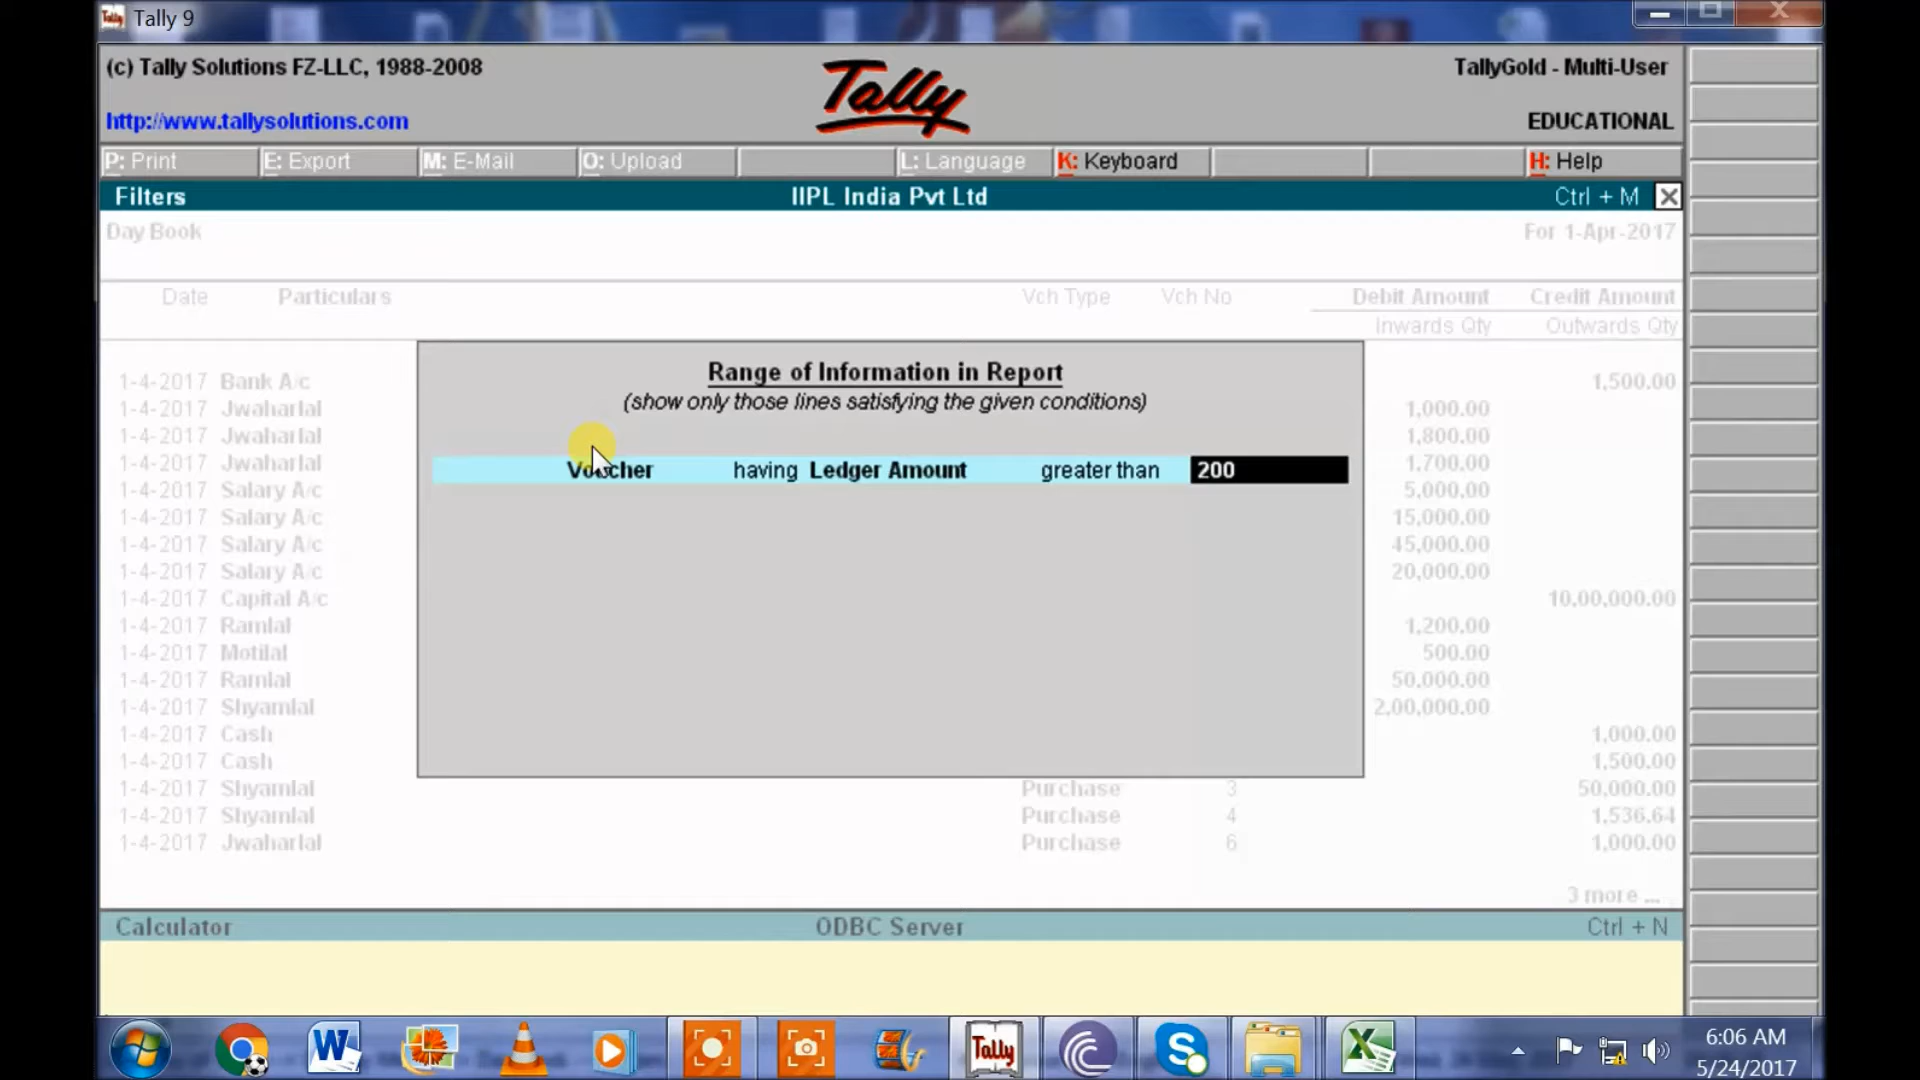 Tally 9
(c) Tally Solutions FZ-LLC, 1988-2008
Tally
TallyGold - Multi-User
http://www.tallysolutions.com
EDUCATIONAL
P: Print E: Export M: E-Mail O: Upload L: Language K: Keyboard H: Help
Filters IIPL India Pvt Ltd Ctrl + M
Day Book For 1-Apr-2017
Date Particulars Vch Type Vch No Debit Amount Credit Amount
Inwards Qty Outwards Qty
Range of Information in Report
(show only those lines satisfying the given conditions)
Voucher having Ledger Amount greater than 200
1-4-2017 Bank A/c 1,500.00
1-4-2017 Jwaharlal 1,000.00
1-4-2017 Jwaharlal 1,800.00
1-4-2017 Jwaharlal 1,700.00
1-4-2017 Salary A/c 5,000.00
1-4-2017 Salary A/c 15,000.00
1-4-2017 Salary A/c 45,000.00
1-4-2017 Salary A/c 20,000.00
1-4-2017 Capital A/c 10,00,000.00
1-4-2017 Ramlal 1,200.00
1-4-2017 Motilal 500.00
1-4-2017 Ramlal 50,000.00
1-4-2017 Shyamlal 2,00,000.00
1-4-2017 Cash 1,000.00
1-4-2017 Cash 1,500.00
1-4-2017 Shyamlal Purchase 3 50,000.00
1-4-2017 Shyamlal Purchase 4 1,536.64
1-4-2017 Jwaharlal Purchase 6 1,000.00
3 more ...
Calculator ODBC Server Ctrl + N
Tally
6:06 AM
5/24/2017